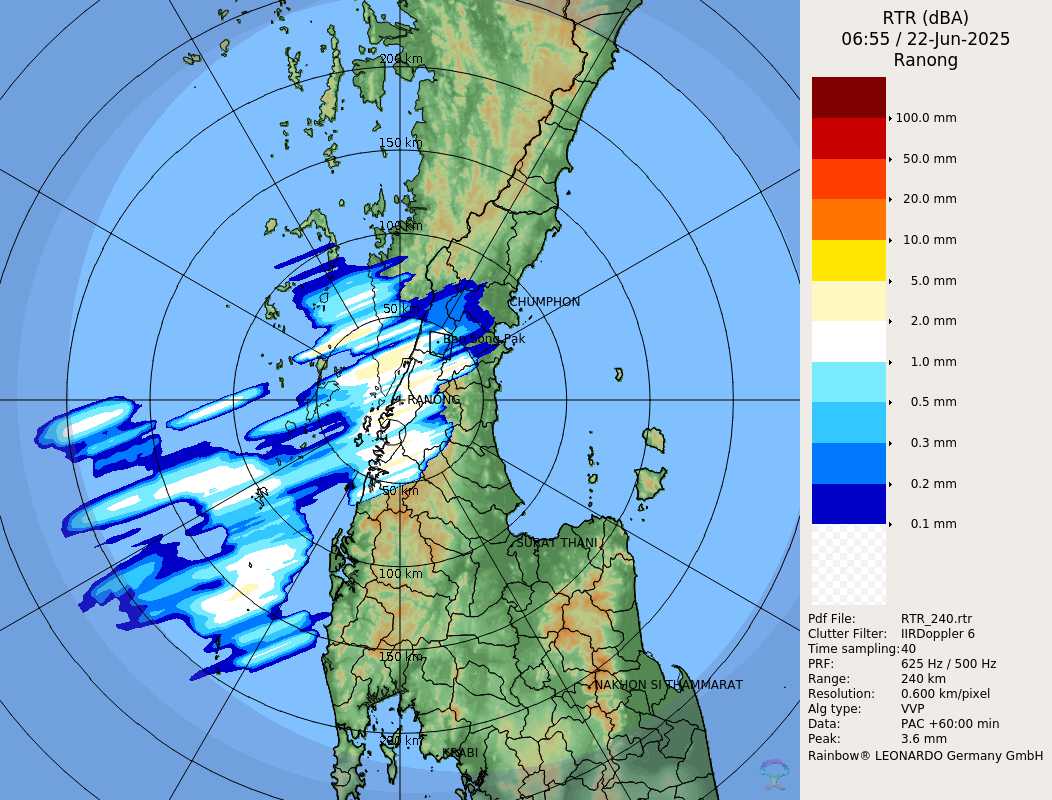 RTR (dBA)
06:55 / 22-Jun-2025
Ranong
100.0 mm
50.0 mm
20.0 mm
10.0 mm
5.0 mm
2.0 mm
1.0 mm
0.5 mm
0.3 mm
0.2 mm
0.1 mm
Pdf File: RTR_240.rtr
Clutter Filter: IIRDoppler 6
Time sampling: 40
PRF: 625 Hz / 500 Hz
Range: 240 km
Resolution: 0.600 km/pixel
Alg type: VVP
Data: PAC +60:00 min
Peak: 3.6 mm
Rainbow® LEONARDO Germany GmbH
200 km
150 km
100 km
CHUMPHON
50 km
RANONG
50 km
SURAT THANI
100 km
150 km
NAKHON SI THAMMARAT
200 km
KRABI